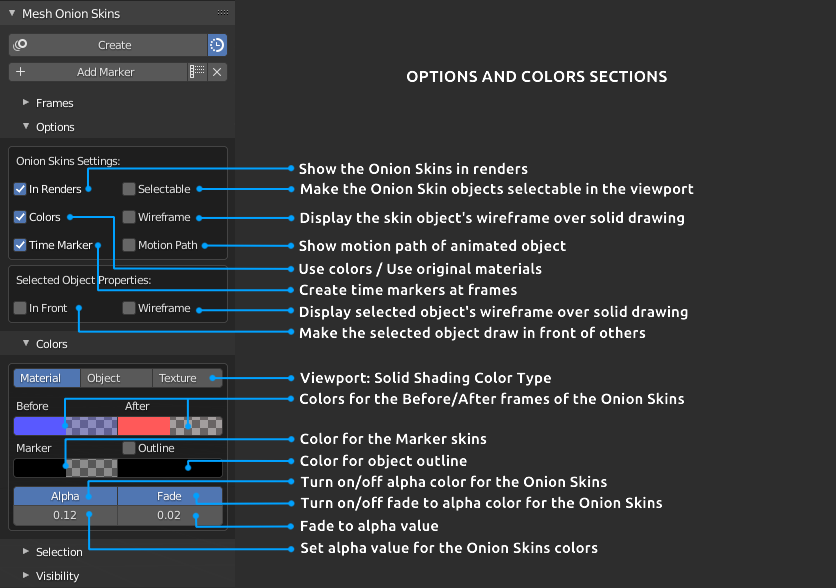 Mesh Onion Skins
Create
Add Marker
OPTIONS AND COLORS SECTIONS
Frames
Options
Onion Skins Settings:
Show the Onion Skins in renders
In Renders
Selectable
Make the Onion Skin objects selectable in the viewport
Colors
Wireframe
Display the skin object's wireframe over solid drawing
Time Marker
Motion Path
Show motion path of animated object
Use colors / Use original materials
Selected Object Properties:
Create time markers at frames
In Front
Wireframe
Display selected object's wireframe over solid drawing
Make the selected object draw in front of others
Colors
Material
Object
Texture
Viewport: Solid Shading Color Type
Before
After
Colors for the Before/After frames of the Onion Skins
Marker
Outline
Color for the Marker skins
Color for object outline
Turn on/off alpha color for the Onion Skins
Alpha
Fade
Turn on/off fade to alpha color for the Onion Skins
0.12
0.02
Fade to alpha value
Set alpha value for the Onion Skins colors
Selection
Visibility